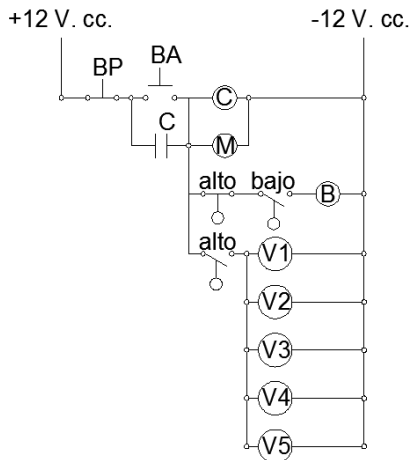 +12 V. cc. -12 V. cc.
BP BA
C
C
M
alto bajo
B
alto
V1
V2
V3
V4
V5